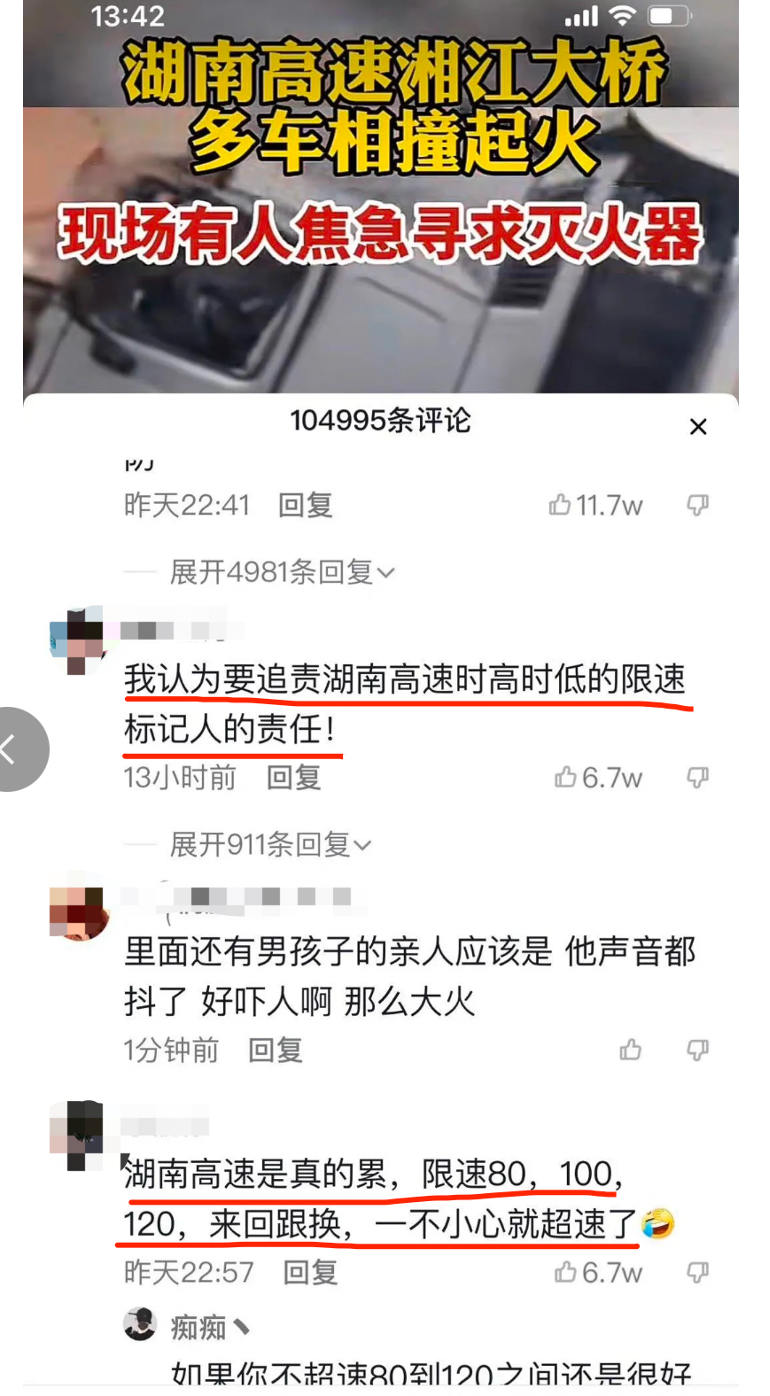 13:42
湖南高速湘江大桥
多车相撞起火
现场有人焦急寻求灭火器
104995条评论
昨天22:41 回复 11.7w
展开4981条回复
我认为要追责湖南高速时高时低的限速
标记人的责任！
13小时前 回复 6.7w
展开911条回复
里面还有男孩子的亲人应该是 他声音都
抖了 好吓人啊 那么大火
1分钟前 回复
湖南高速是真的累，限速80，100，
120，来回跟换，一不小心就超速了🤣
昨天22:57 回复 6.7w
痴痴
如果你不超速80到120之间还是很好